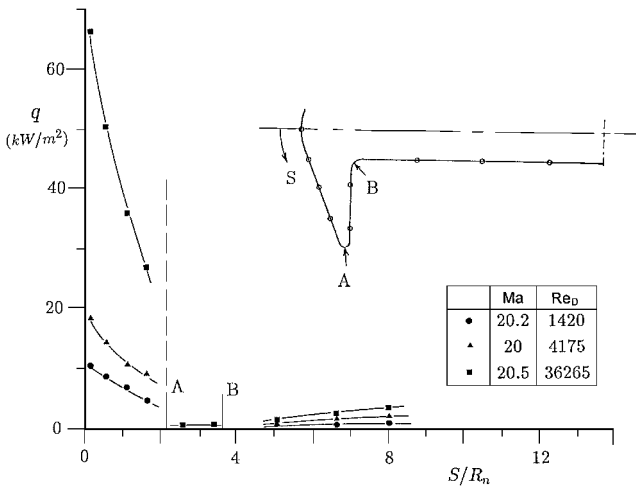 60
q
(kW/m²)
40
20
0
S
B
A
A
B
Ma Re_D
● 20.2 1420
▲ 20 4175
■ 20.5 36265
0 4 8 12
S/R_n